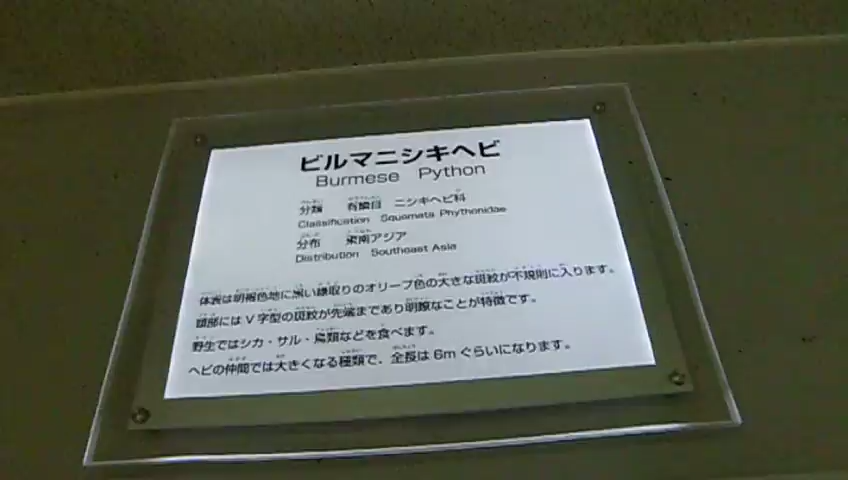 ビルマニシキヘビ
Burmese Python
分類 有鱗目 ニシキヘビ科
Classification Squamata Phythonidae
分布 東南アジア
Distribution Southeast Asia
体表は明褐色地に黒い縁取りのオリーブ色の大きな斑紋が不規則に入ります。
頭部にはV字型の斑紋が先端まであり明瞭なことが特徴です。
野生ではシカ・サル・鳥類などを食べます。
ヘビの仲間では大きくなる種類で、全長は6mぐらいになります。